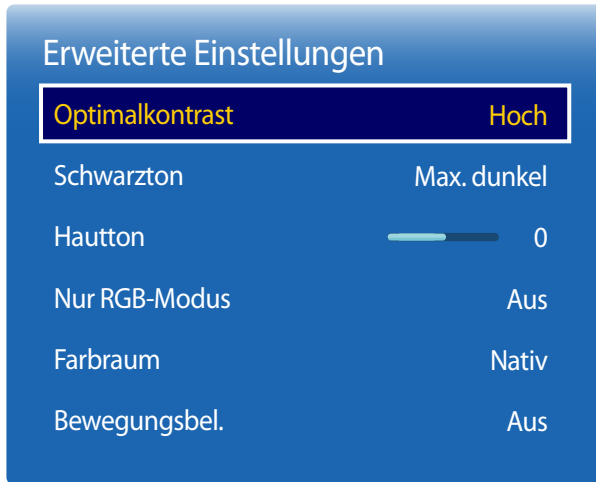 Erweiterte Einstellungen
Optimalkontrast Hoch
Schwarzton Max. dunkel
Hautton 0
Nur RGB-Modus Aus
Farbraum Nativ
Bewegungsbel. Aus